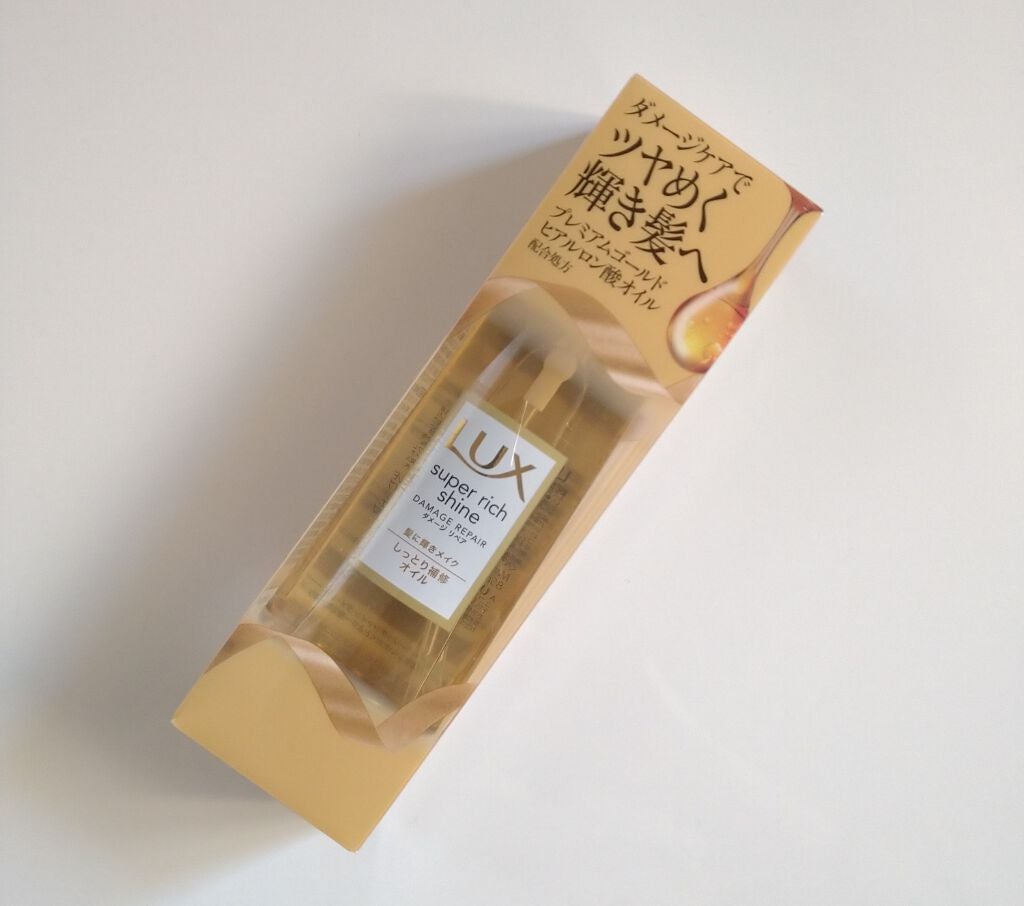 ダメージケアで
ツヤめく
輝き髪へ
プレミアムゴールド
ヒアルロン酸オイル
配合処方
LUX
super rich
shine
DAMAGE REPAIR
ダメージ リペア
髪に輝きメイク
しっとり補修
オイル